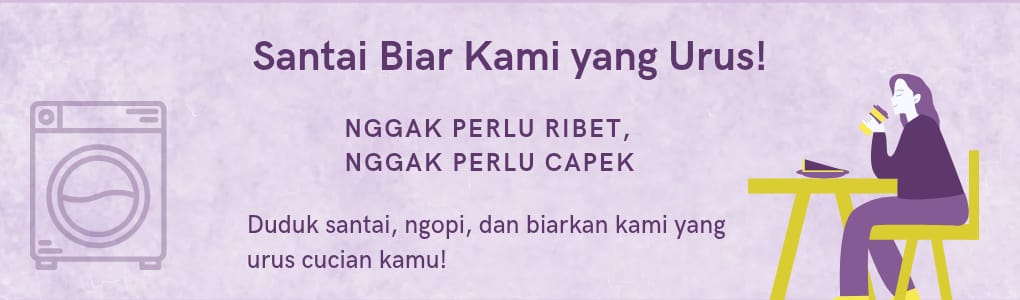 Santai Biar Kami yang Urus!
NGGAK PERLU RIBET,
NGGAK PERLU CAPEK
Duduk santai, ngopi, dan biarkan kami yang
urus cucian kamu!